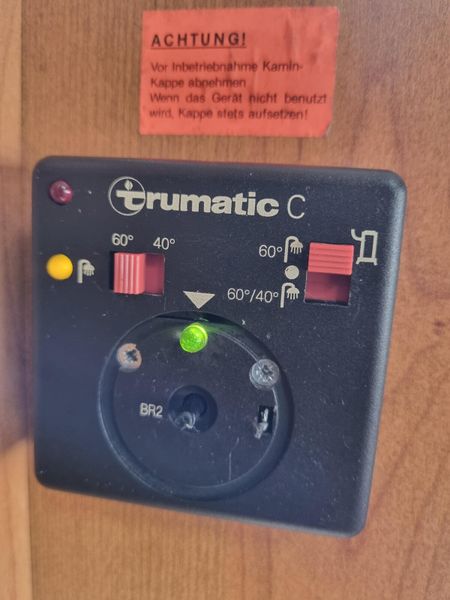 ACHTUNG!
Vor Inbetriebnahme Kamin-
Kappe abnehmen
Wenn das Gerät nicht benutzt
wird, Kappe stets aufsetzen!
trumatic C
60° 40°
60°
60°/40°
BR2